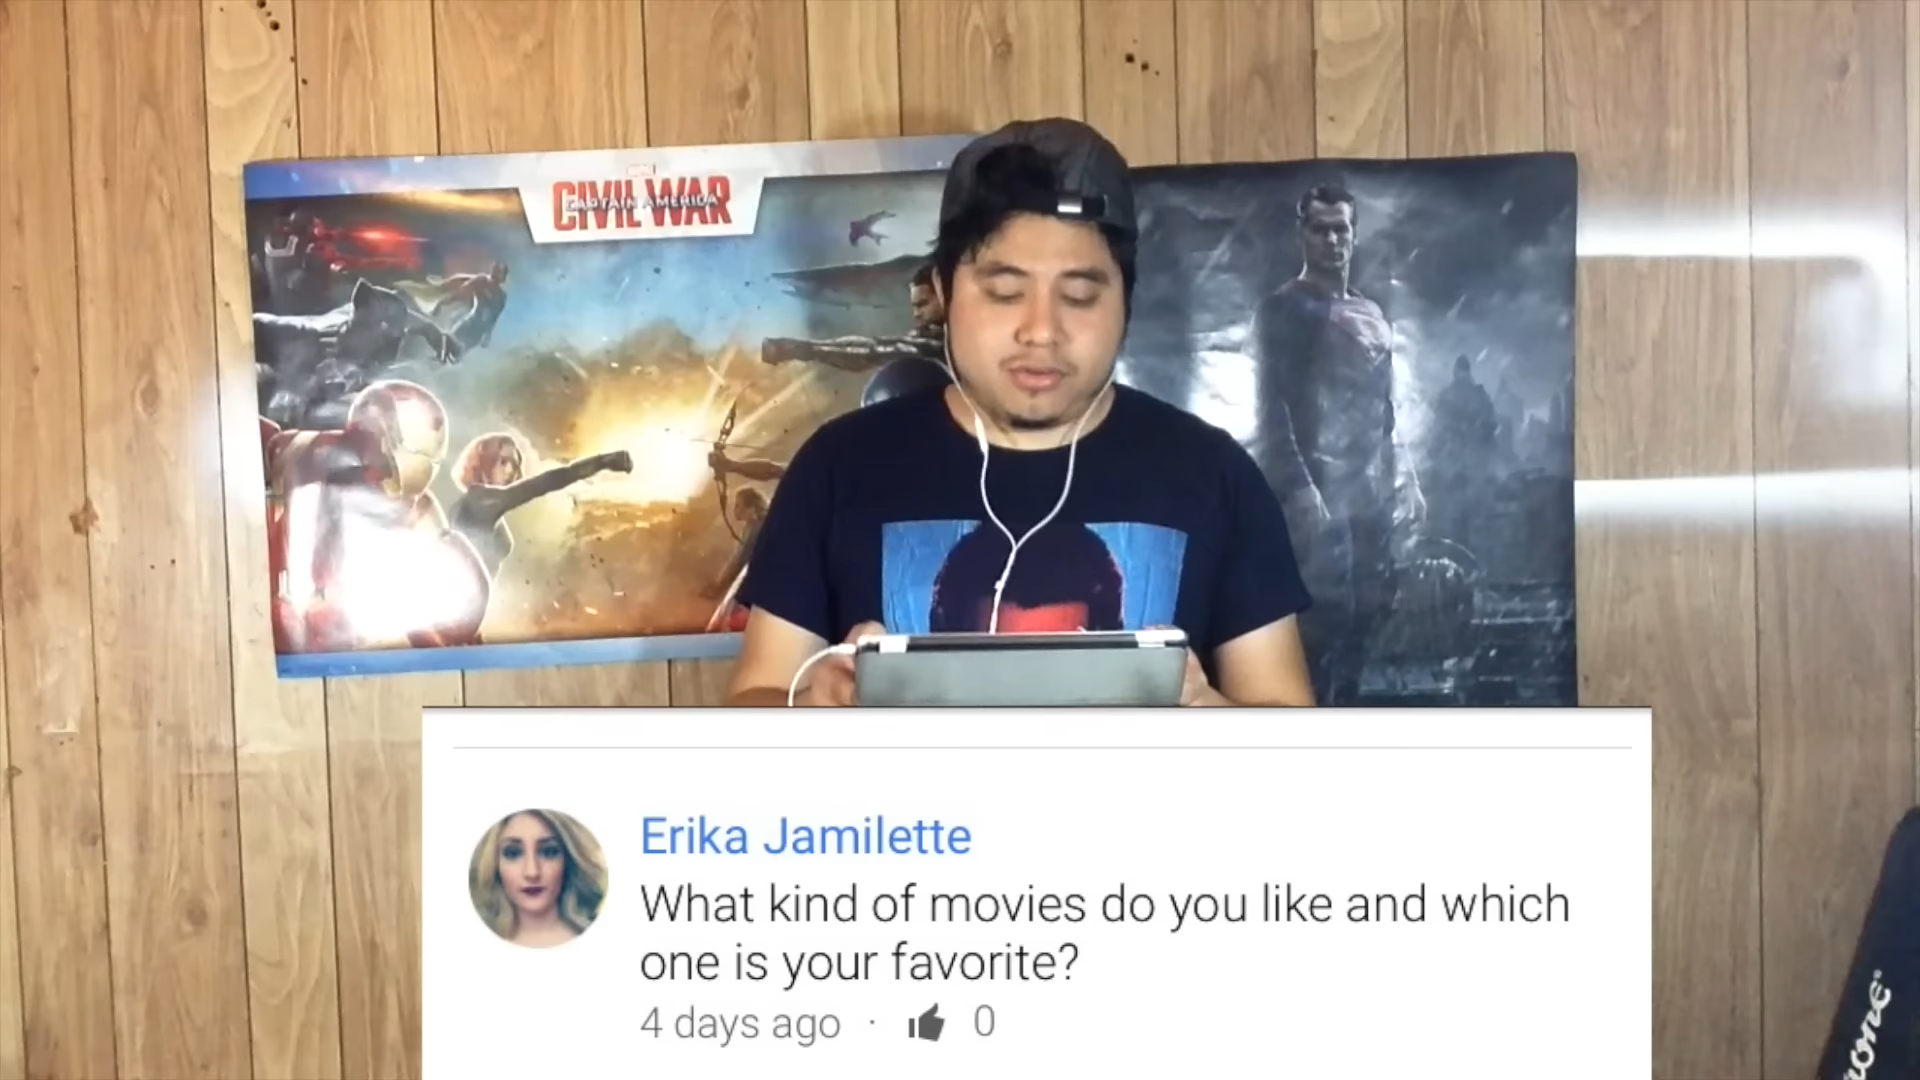 MARVEL
CIVIL WAR
CAPTAIN AMERICA
Erika Jamilette
What kind of movies do you like and which
one is your favorite?
4 days ago · 0